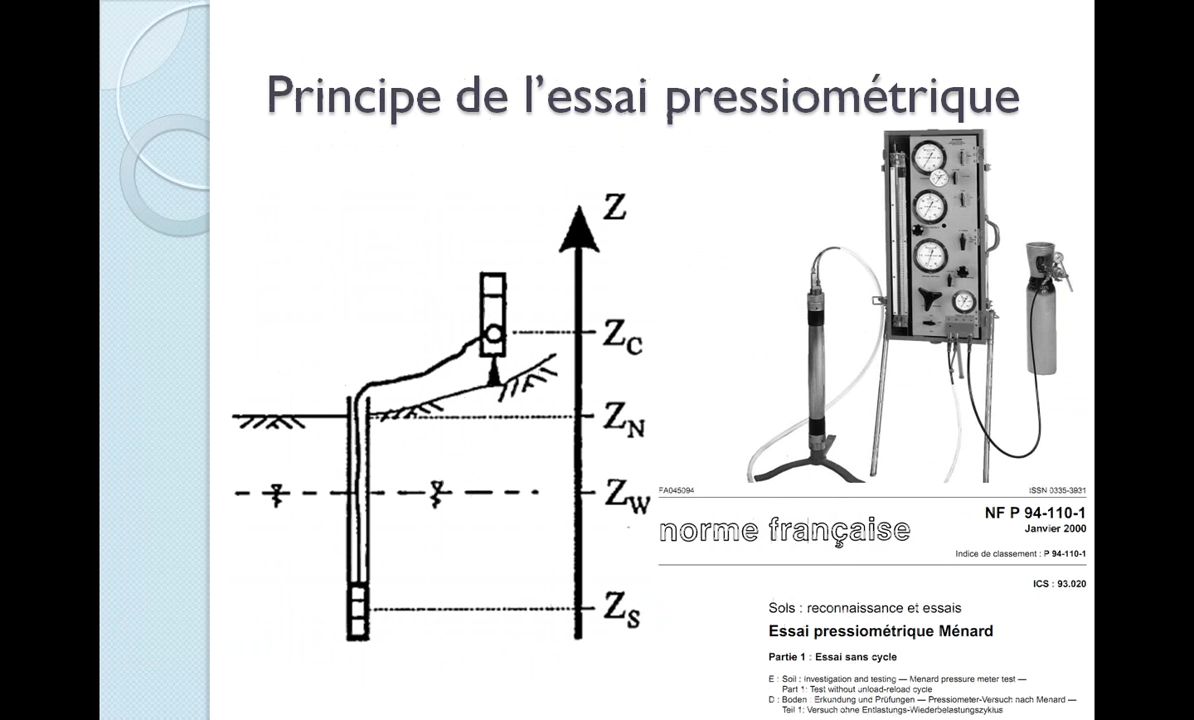 Principe de l’essai pressiométrique
Z
Z_C
Z_N
Z_W
Z_S
FA045094
ISSN 0335-3931
norme française
NF P 94-110-1
Janvier 2000
Indice de classement : P 94-110-1
ICS : 93.020
Sols : reconnaissance et essais
Essai pressiométrique Ménard
Partie 1 : Essai sans cycle
E : Soil : investigation and testing — Menard pressure meter test —
Part 1: Test without unload-reload cycle
D : Boden : Erkundung und Prüfungen — Pressiometer-Versuch nach Menard —
Teil 1: Versuch ohne Entlastungs-Wiederbelastungszyklus